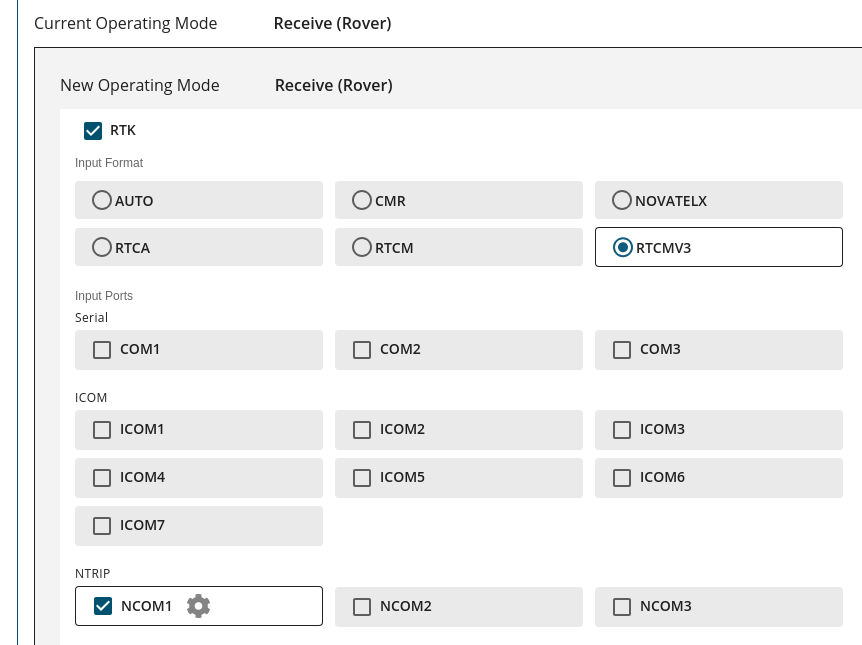 Current Operating Mode Receive (Rover)
New Operating Mode Receive (Rover)
RTK
Input Format
AUTO CMR NOVATELX
RTCA RTCM RTCMV3
Input Ports
Serial
COM1 COM2 COM3
ICOM
ICOM1 ICOM2 ICOM3
ICOM4 ICOM5 ICOM6
ICOM7
NTRIP
NCOM1 NCOM2 NCOM3